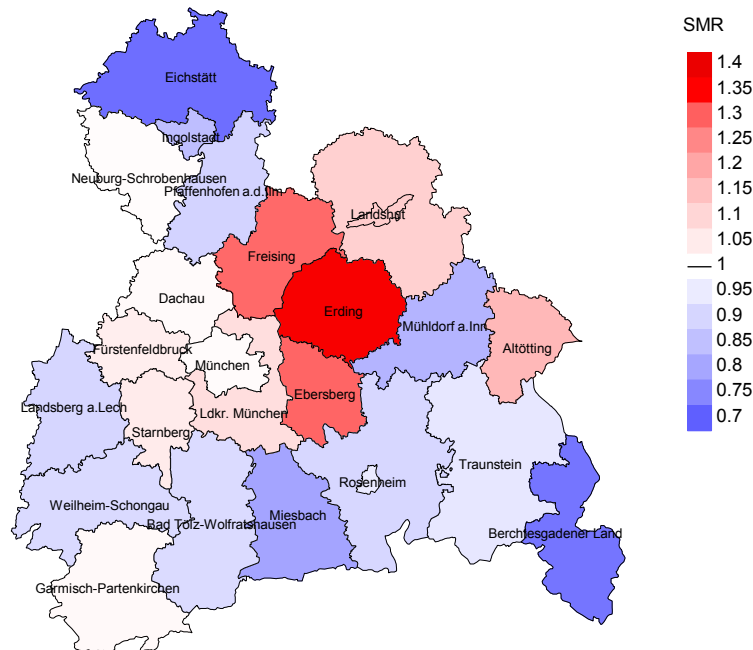 SMR
1.4
1.35
1.3
1.25
1.2
1.15
1.1
1.05
1
0.95
0.9
0.85
0.8
0.75
0.7
Eichstätt
Ingolstadt
Neuburg-Schrobenhausen
Pfaffenhofen a.d.Ilm
Landshut
Freising
Dachau
Erding
Mühldorf a.Inn
Altötting
Fürstenfeldbruck
München
Ebersberg
Landsberg a.Lech
Ldkr. München
Starnberg
Traunstein
Rosenheim
Weilheim-Schongau
Miesbach
Bad Tölz-Wolfratshausen
Berchtesgadener Land
Garmisch-Partenkirchen